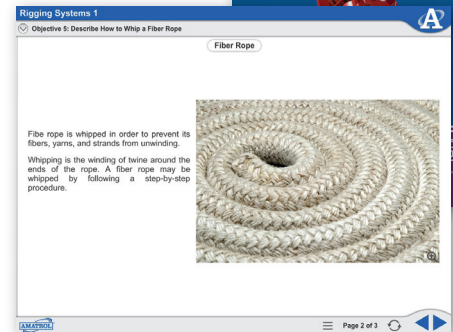 Rigging Systems 1
Objective 5: Describe How to Whip a Fiber Rope
Fiber Rope
Fibe rope is whipped in order to prevent its
fibers, yarns, and strands from unwinding.
Whipping is the winding of twine around the
ends of the rope. A fiber rope may be
whipped by following a step-by-step
procedure.
AMATROL
Page 2 of 3